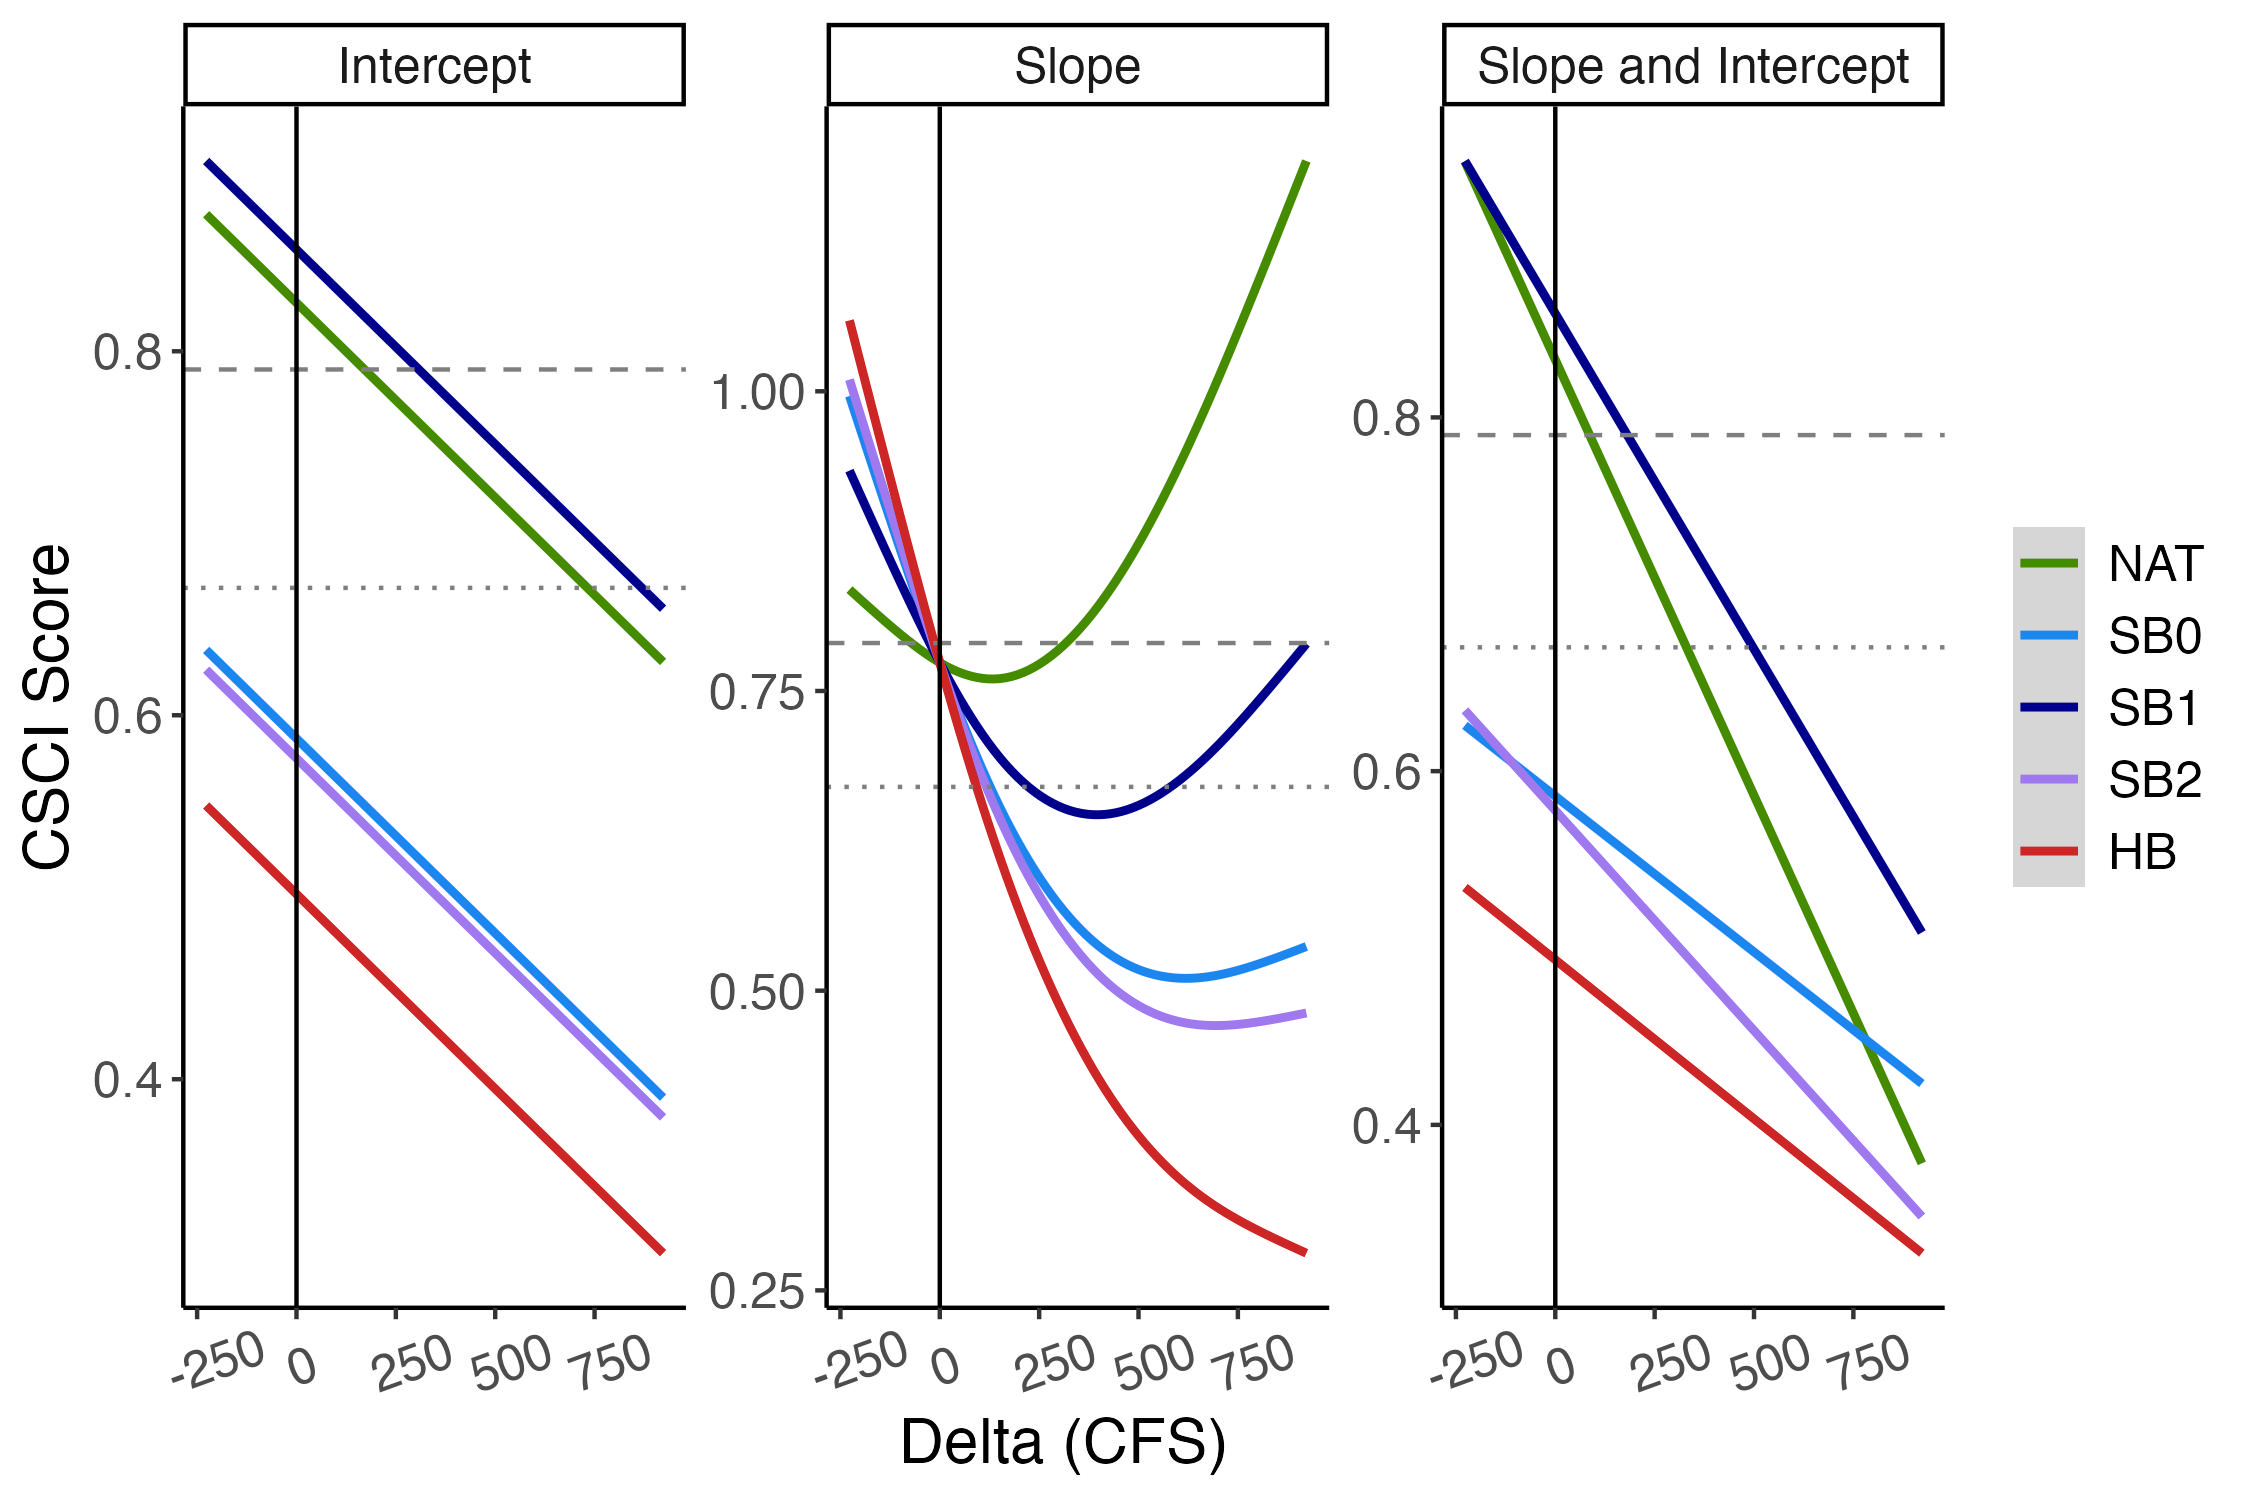 Intercept
Slope
Slope and Intercept
CSCI Score
0.8
0.6
0.4
1.00
0.75
0.50
0.25
0.8
0.6
0.4
-250 0 250 500 750
-250 0 250 500 750
-250 0 250 500 750
Delta (CFS)
NAT
SB0
SB1
SB2
HB